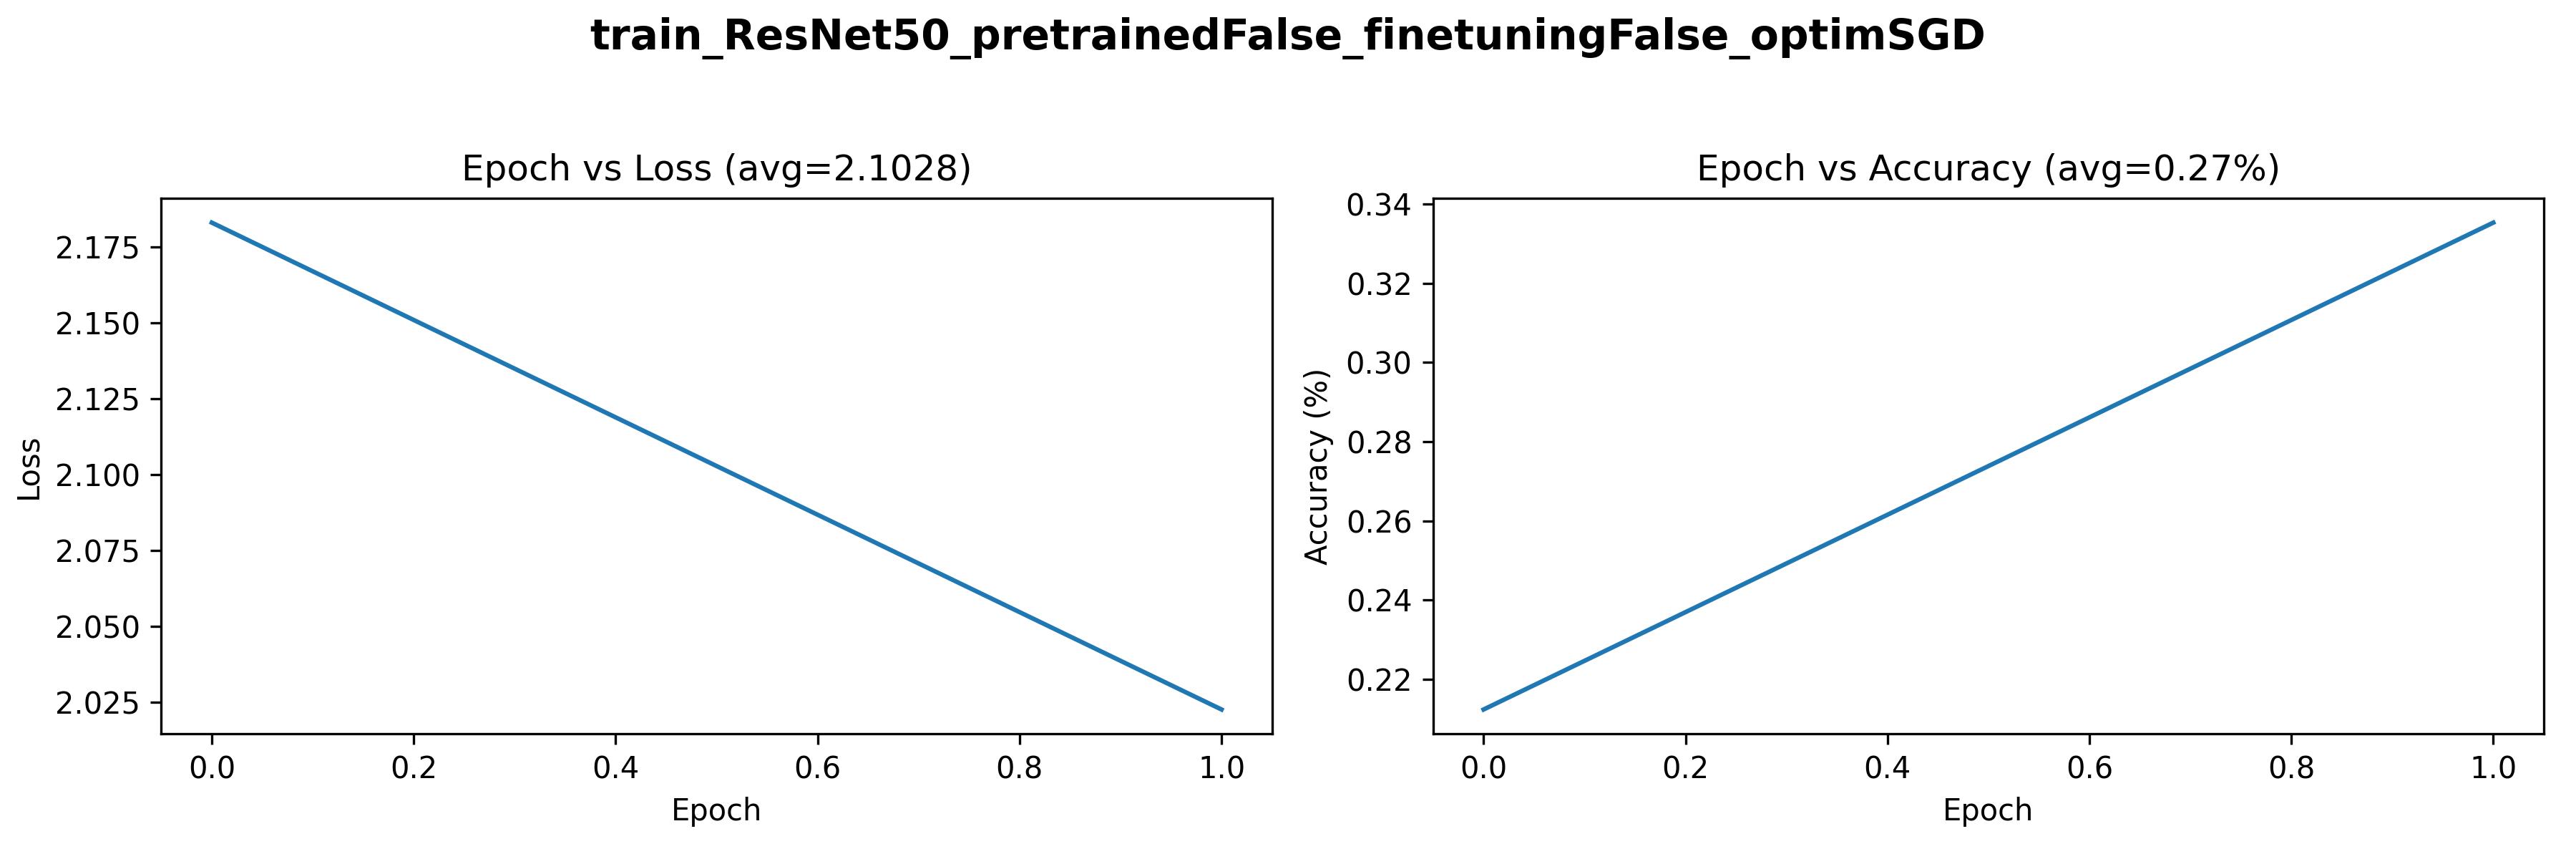 train_ResNet50_pretrainedFalse_finetuningFalse_optimSGD
Epoch vs Loss (avg=2.1028)
2.175
2.150
2.125
2.100
2.075
2.050
2.025
Loss
0.0 0.2 0.4 0.6 0.8 1.0
Epoch
Epoch vs Accuracy (avg=0.27%)
0.34
0.32
0.30
0.28
0.26
0.24
0.22
Accuracy (%)
0.0 0.2 0.4 0.6 0.8 1.0
Epoch